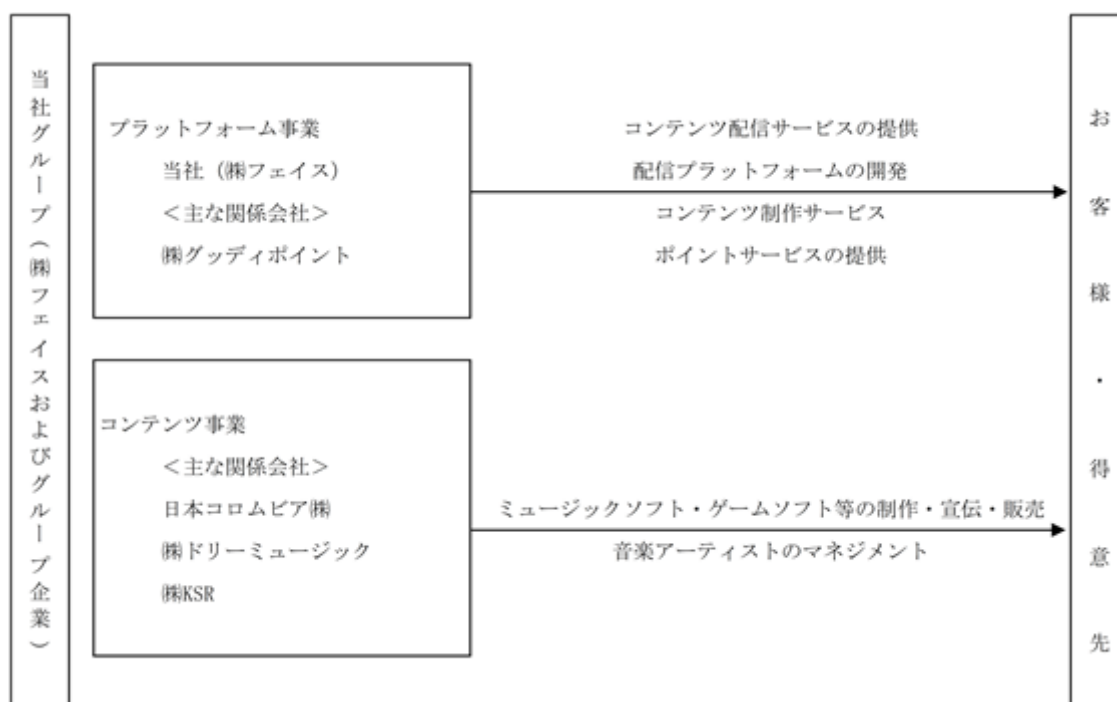 当社グループ（㈱フェイスおよびグループ企業）
プラットフォーム事業
当社（㈱フェイス）
＜主な関係会社＞
㈱グッディポイント
コンテンツ配信サービスの提供
配信プラットフォームの開発
コンテンツ制作サービス
ポイントサービスの提供
コンテンツ事業
＜主な関係会社＞
日本コロムビア㈱
㈱ドリーミュージック
㈱KSR
ミュージックソフト・ゲームソフト等の制作・宣伝・販売
音楽アーティストのマネジメント
お客様・得意先